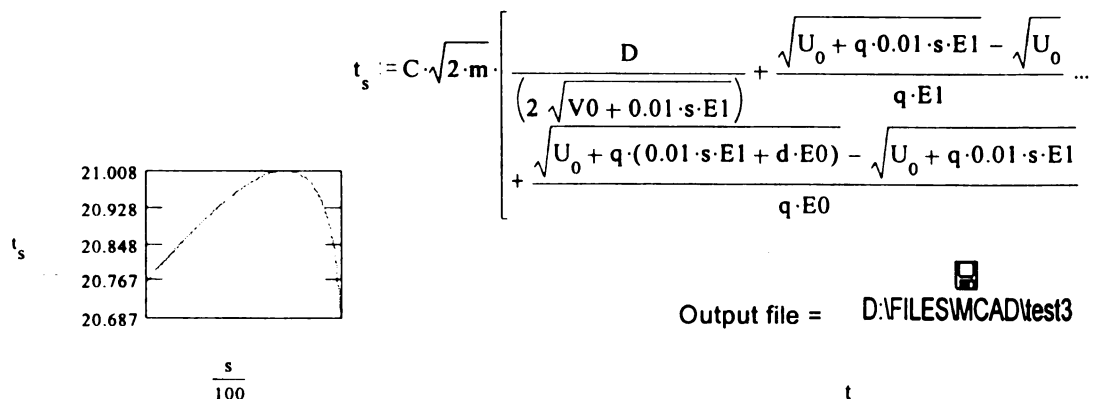 t_s := C·√(2·m)·[ D / (2 √(V0 + 0.01·s·E1)) + (√(U_0 + q·0.01·s·E1) − √(U_0)) / (q·E1) ...
+ (√(U_0 + q·(0.01·s·E1 + d·E0)) − √(U_0 + q·0.01·s·E1)) / (q·E0)
21.008
20.928
t_s
20.848
20.767
20.687
s/100
Output file =
D:\FILES\MCAD\test3
t